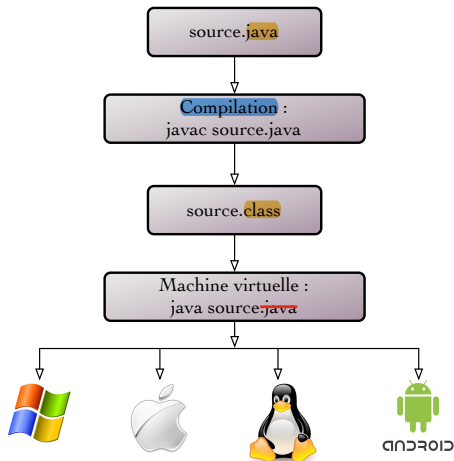 source.java
Compilation :
javac source.java
source.class
Machine virtuelle :
java source.java
ANDROID